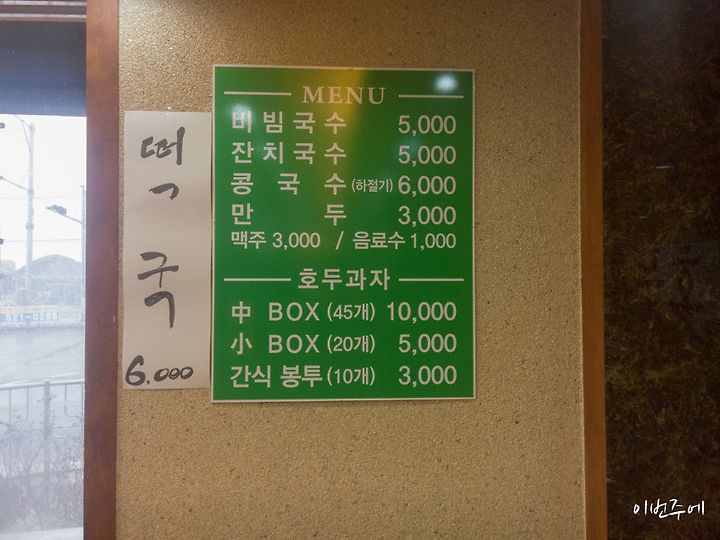 떡국
6.000
MENU
비빔국수 5,000
잔치국수 5,000
콩국수 (하절기) 6,000
만두 3,000
맥주 3,000 / 음료수 1,000
호두과자
中 BOX (45개) 10,000
小 BOX (20개) 5,000
간식 봉투 (10개) 3,000
521-0265
이번주에